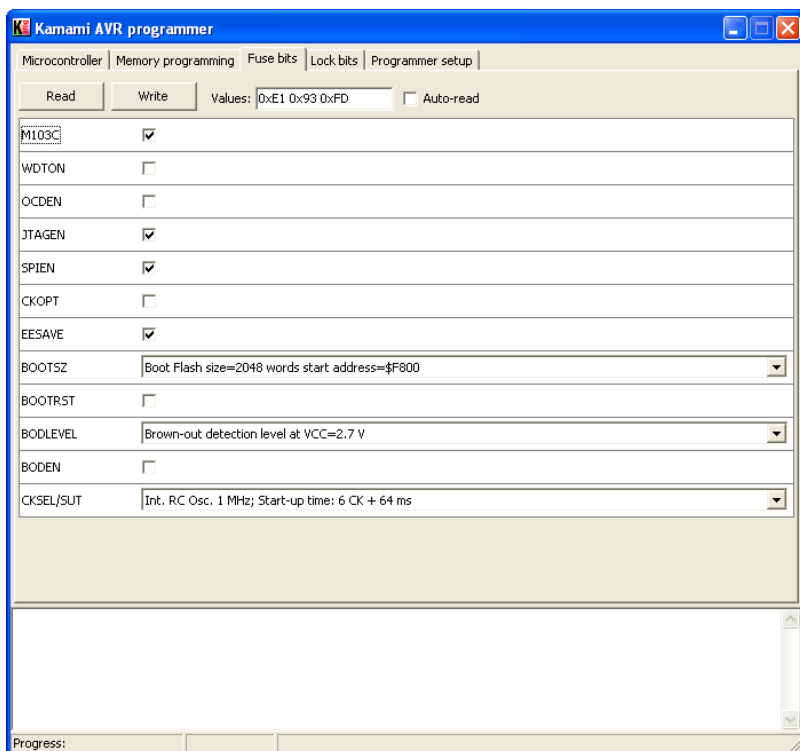 Kamami AVR programmer
Microcontroller Memory programming Fuse bits Lock bits Programmer setup
Read Write Values: 0xE1 0x93 0xFD Auto-read
M103C
WDTON
OCDEN
JTAGEN
SPIEN
CKOPT
EESAVE
BOOTSZ Boot Flash size=2048 words start address=$F800
BOOTRST
BODLEVEL Brown-out detection level at VCC=2.7 V
BODEN
CKSEL/SUT Int. RC Osc. 1 MHz; Start-up time: 6 CK + 64 ms
Progress: